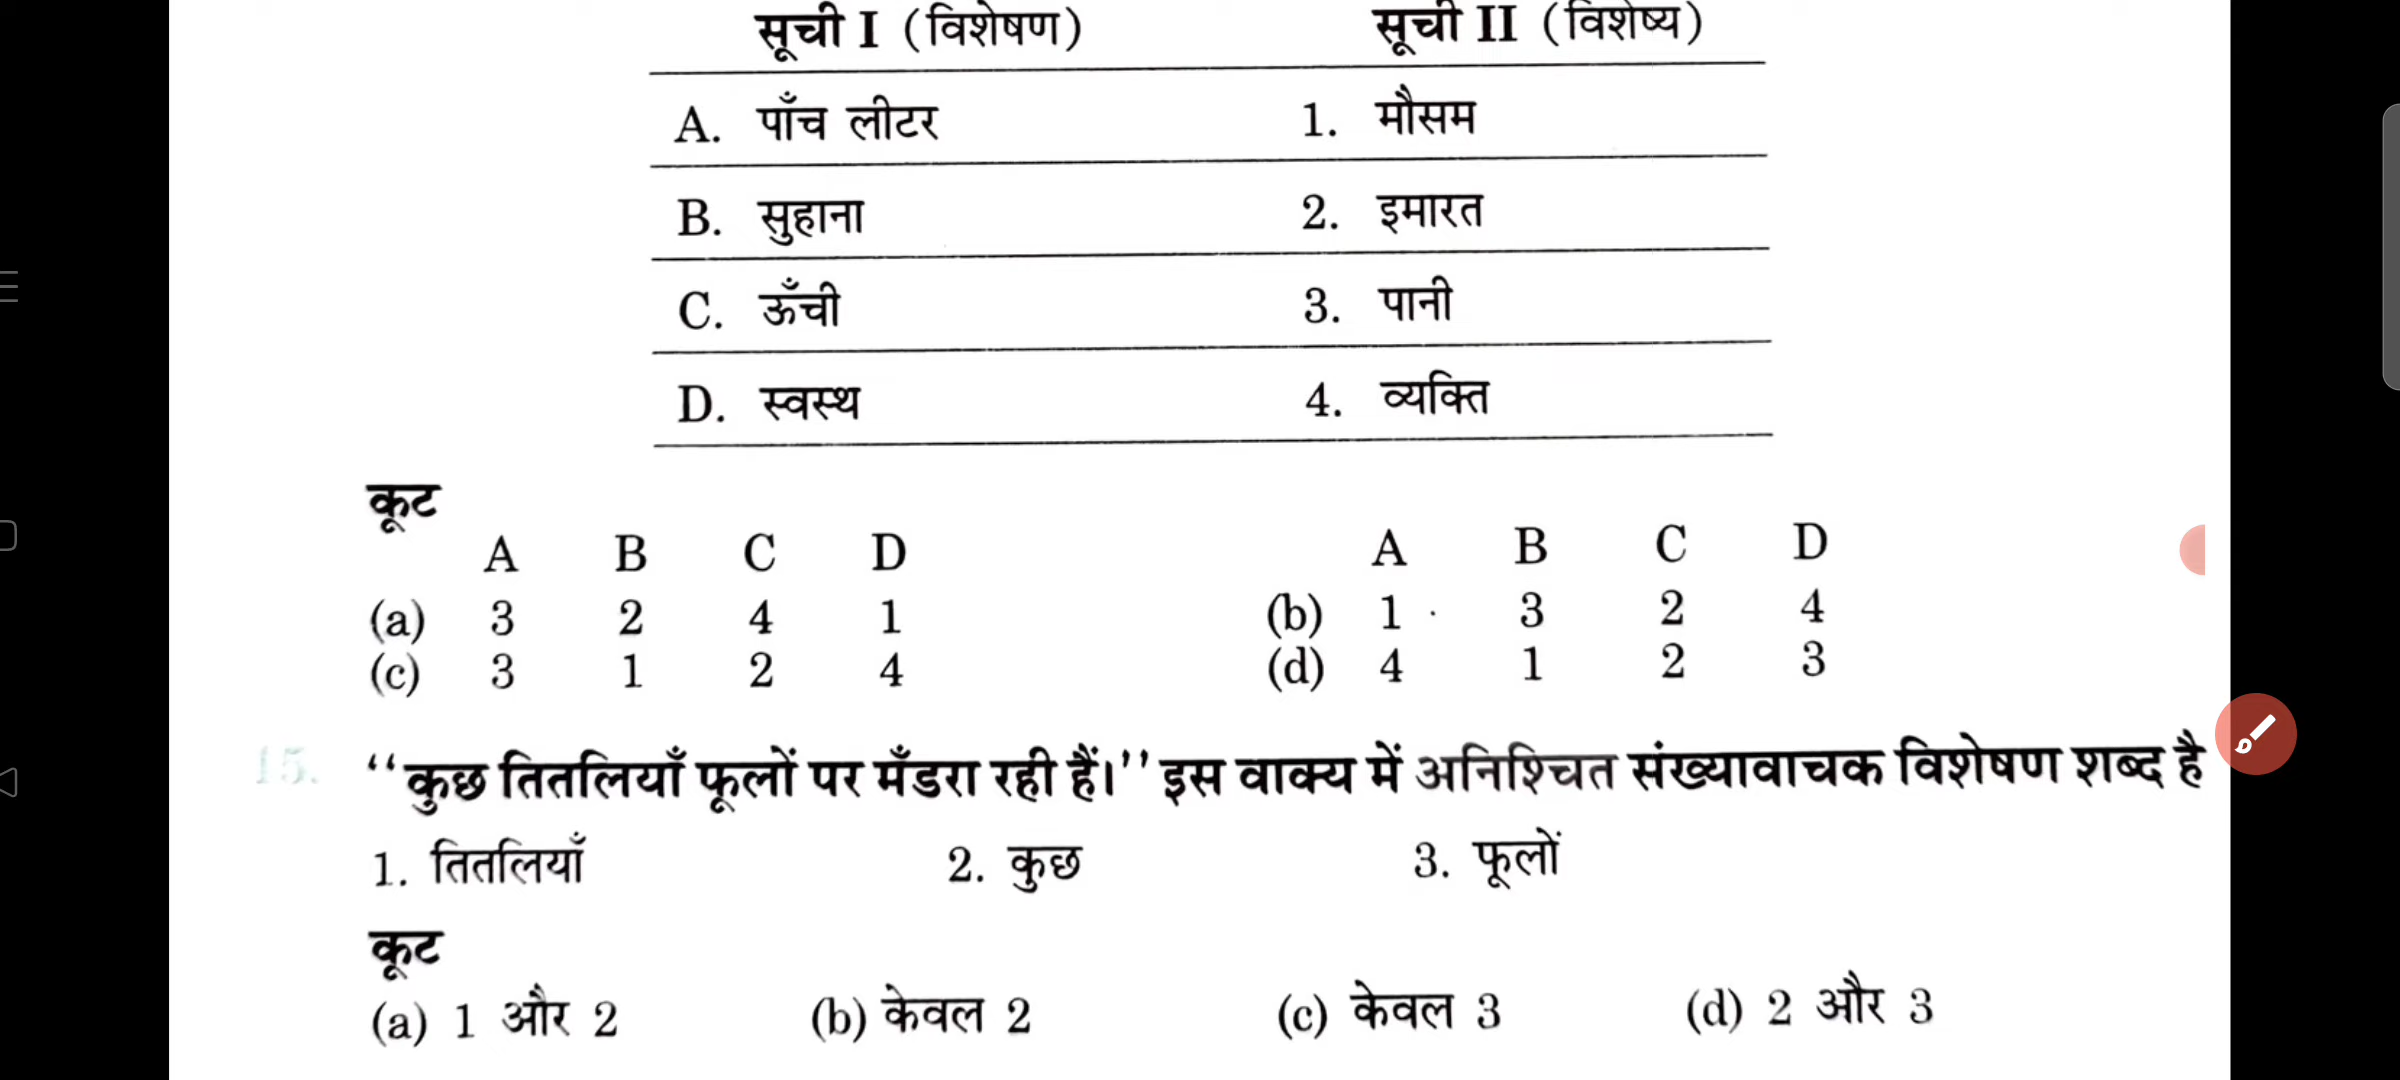 सूची I (विशेषण) सूची II (विशेष्य)
A. पाँच लीटर 1. मौसम
B. सुहाना 2. इमारत
C. ऊँची 3. पानी
D. स्वस्थ 4. व्यक्ति
कूट
A B C D A B C D
(a) 3 2 4 1 (b) 1 3 2 4
(c) 3 1 2 4 (d) 4 1 2 3
15. “कुछ तितलियाँ फूलों पर मँडरा रही हैं।” इस वाक्य में अनिश्चित संख्यावाचक विशेषण शब्द है
1. तितलियाँ 2. कुछ 3. फूलों
कूट
(a) 1 और 2 (b) केवल 2 (c) केवल 3 (d) 2 और 3